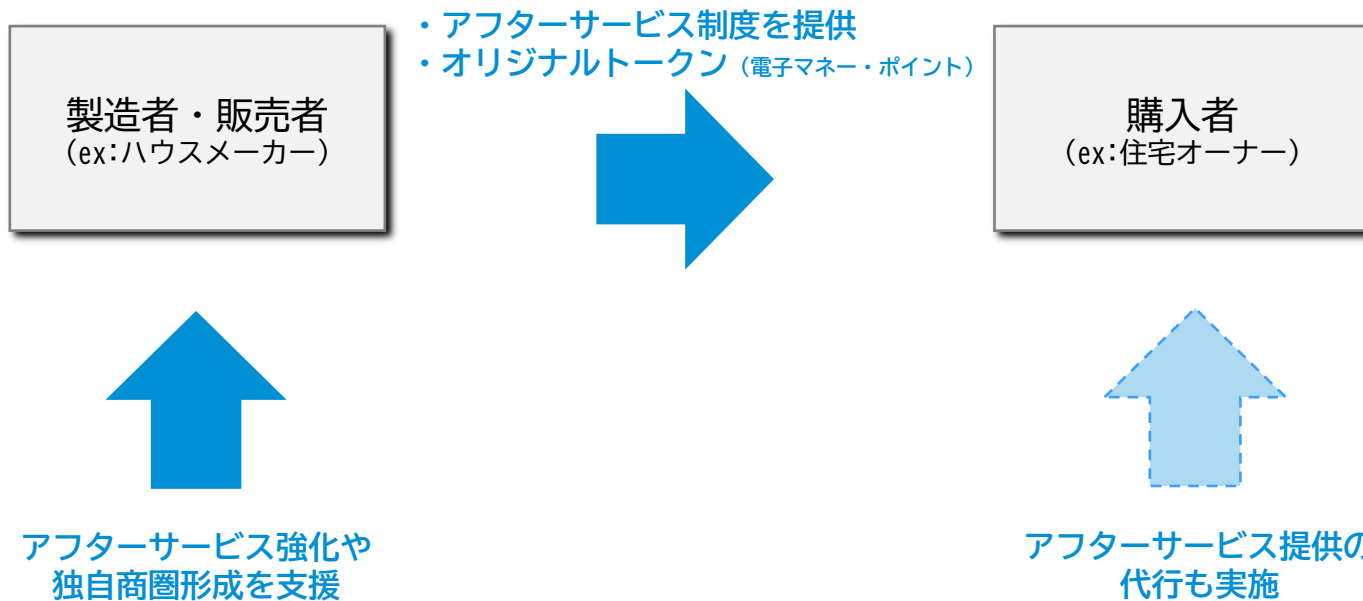 ・アフターサービス制度を提供
・オリジナルトークン（電子マネー・ポイント）
製造者・販売者
（ex:ハウスメーカー）
購入者
（ex:住宅オーナー）
アフターサービス強化や
独自商圏形成を支援
アフターサービス提供の
代行も実施